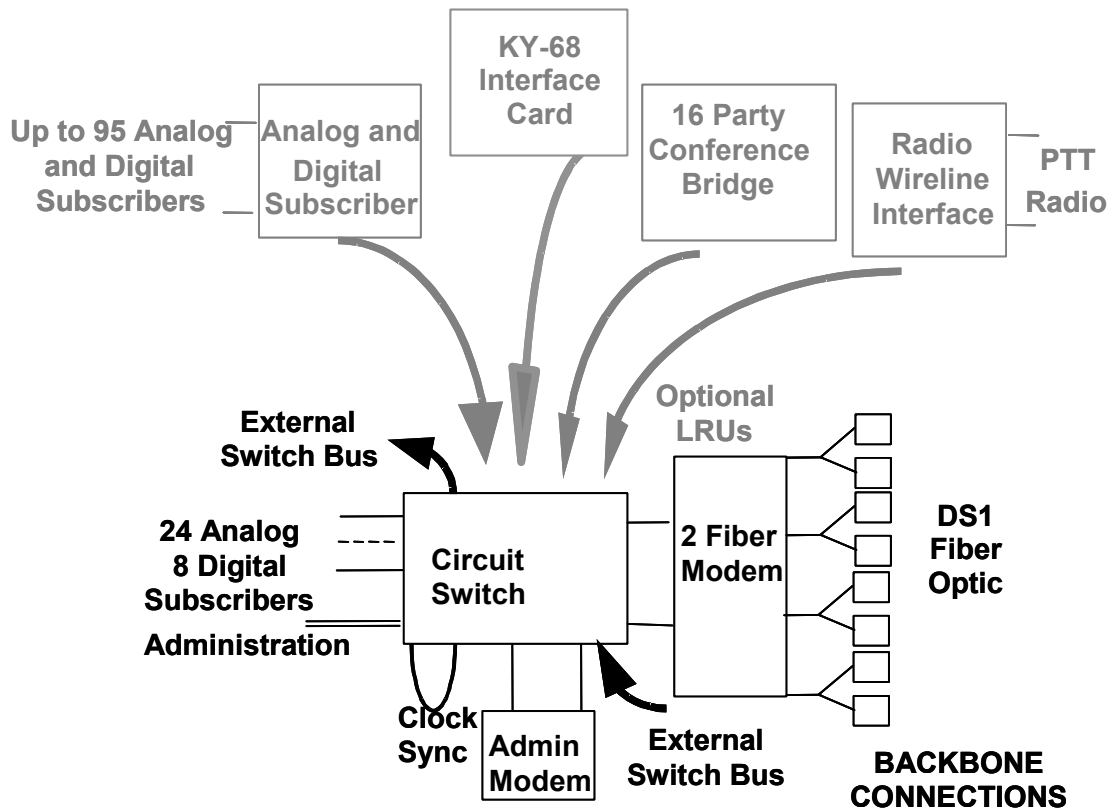 KY-68
Interface
Card
Up to 95 Analog
and Digital
Subscribers
Analog and
Digital
Subscriber
16 Party
Conference
Bridge
Radio
Wireline
Interface
PTT
Radio
Optional
LRUs
External
Switch Bus
24 Analog
8 Digital
Subscribers
Administration
Circuit
Switch
2 Fiber
Modem
DS1
Fiber
Optic
Clock
Sync
Admin
Modem
External
Switch Bus
BACKBONE
CONNECTIONS